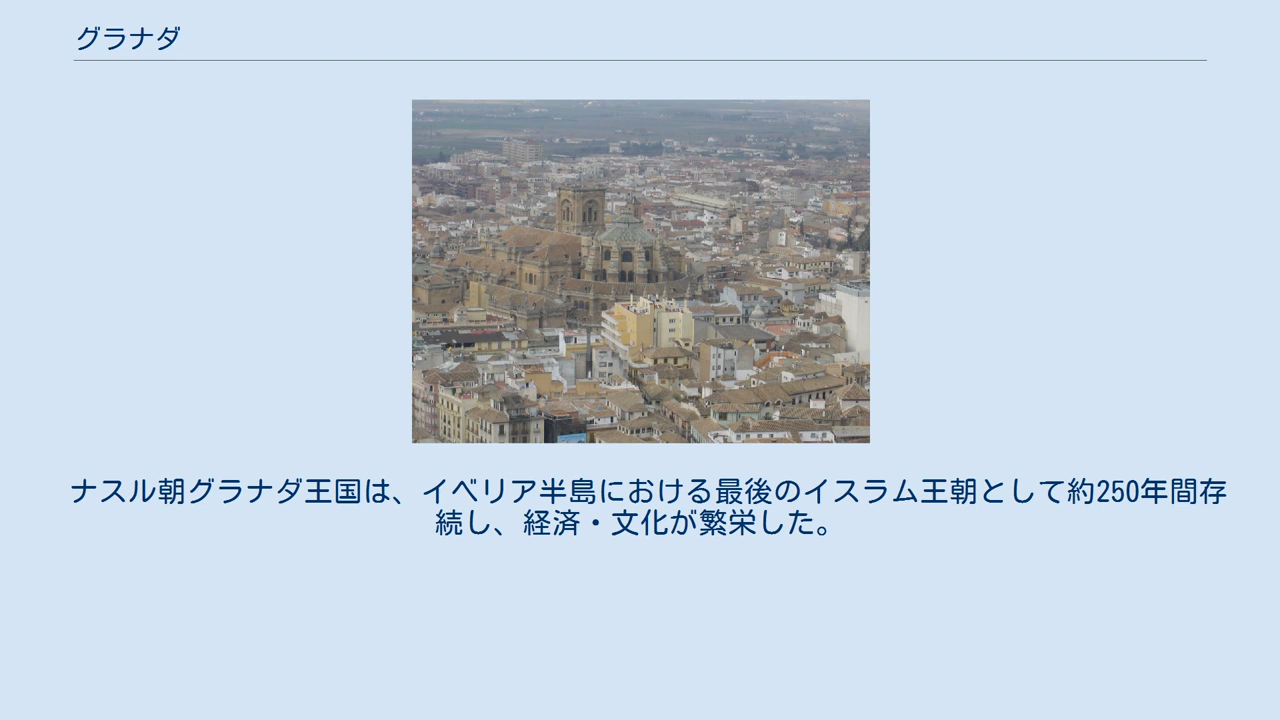 グラナダ
ナスル朝グラナダ王国は、イベリア半島における最後のイスラム王朝として約250年間存
続し、経済・文化が繁栄した。